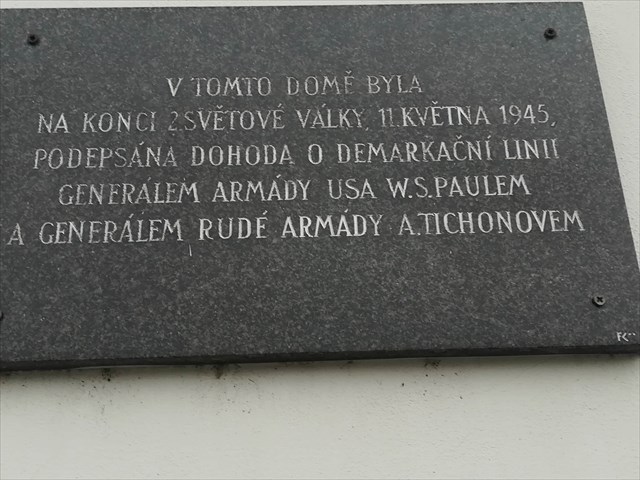 V TOMTO DOMĚ BYLA
NA KONCI 2.SVĚTOVÉ VÁLKY, 11.KVĚTNA 1945,
PODEPSÁNA DOHODA O DEMARKAČNÍ LINII
GENERÁLEM ARMÁDY USA W.S.PAULEM
A GENERÁLEM RUDÉ ARMÁDY A.TICHONOVEM